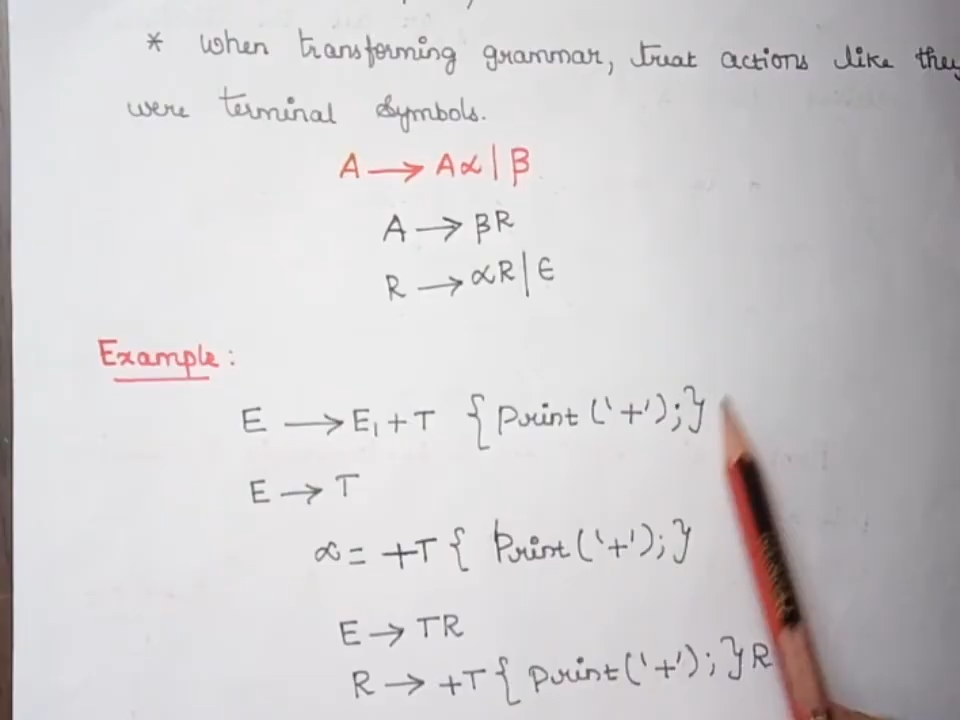 * when transforming grammar, treat actions like they
were terminal symbols.
A → Aα | β
A → βR
R → αR | ϵ
Example:
E → E₁ + T { Print ('+'); }
E → T
α = +T { Print ('+'); }
E → TR
R → +T { Print ('+'); } R